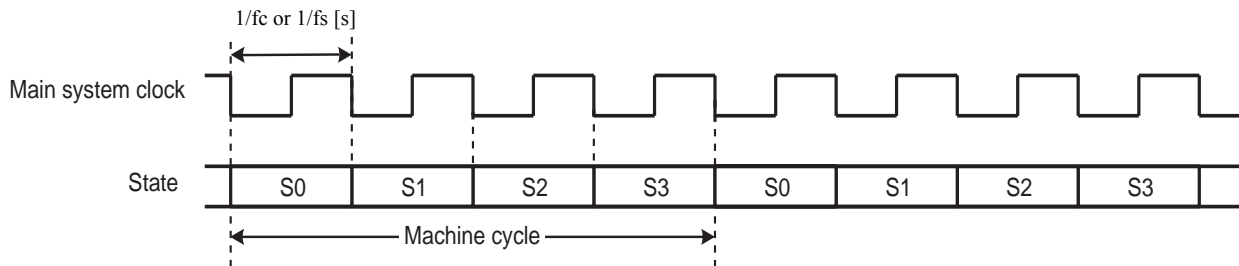 1/fc or 1/fs [s]
Main system clock
State S0 S1 S2 S3 S0 S1 S2 S3
Machine cycle